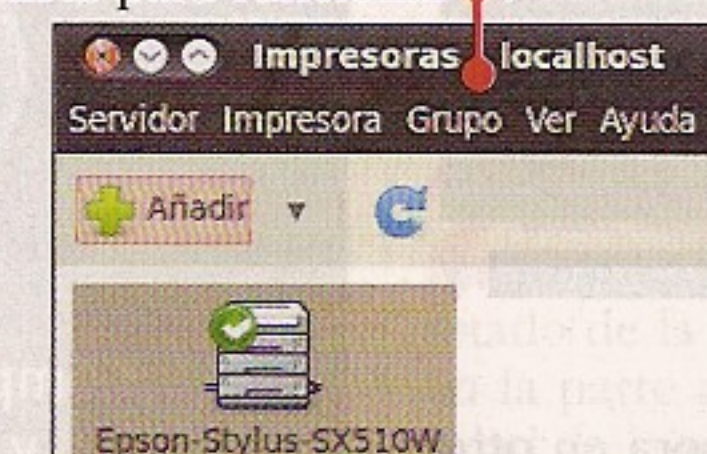 Impresoras localhost
Servidor Impresora Grupo Ver Ayuda
Añadir
Epson-Stylus-SX510W